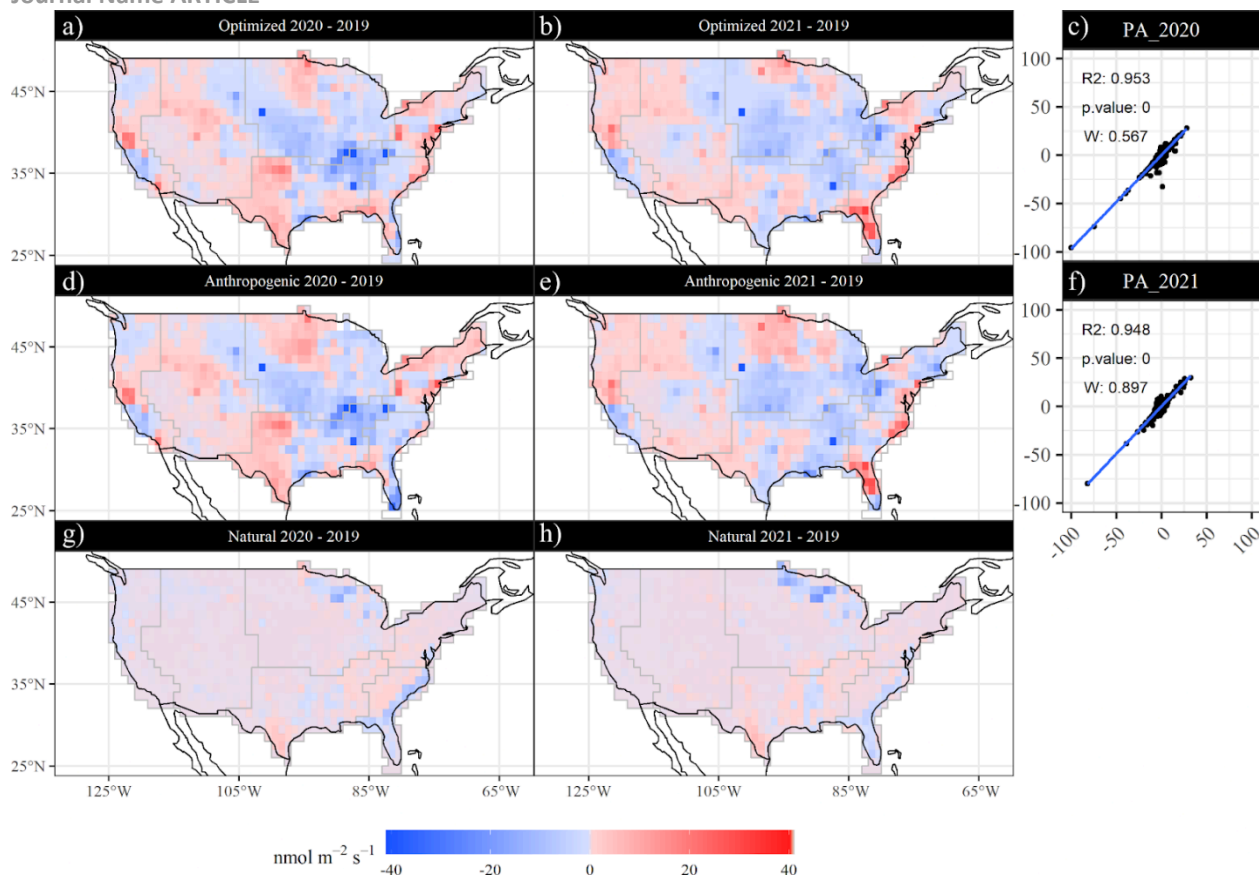 Journal Name ARTICLE
a)
Optimized 2020 - 2019
b)
Optimized 2021 - 2019
c)
PA_2020
45°N
35°N
25°N
100
50
0
-50
-100
R2: 0.953
p.value: 0
W: 0.567
d)
Anthropogenic 2020 - 2019
e)
Anthropogenic 2021 - 2019
f)
PA_2021
45°N
35°N
25°N
100
50
0
-50
-100
R2: 0.948
p.value: 0
W: 0.897
-100
-50
0
50
100
g)
Natural 2020 - 2019
h)
Natural 2021 - 2019
45°N
35°N
25°N
125°W 105°W 85°W 65°W
125°W 105°W 85°W 65°W
nmol m⁻² s⁻¹
-40 -20 0 20 40